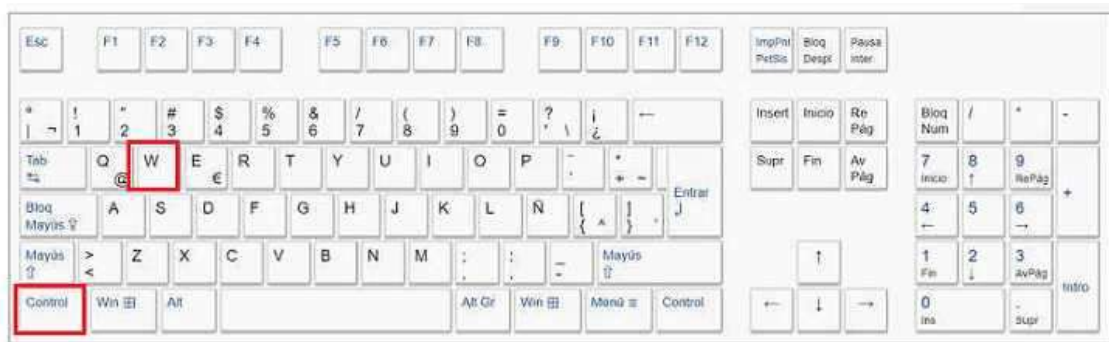 Esc F1 F2 F3 F4 F5 F6 F7 F8 F9 F10 F11 F12 ImpPnt Bloq Pausa
PetSis Despl Inter
° ! " # $ % & / ( ) = ? ¡ ← Insert Inicio Re Bloq / * -
| ¬ 1 2 3 4 5 6 7 8 9 0 ' \ ¿ Pág Num
Tab Q W E R T Y U I O P ¨ * Supr Fin Av 7 8 9 +
@ € ´ + ~ Entrar Pág Inicio ↑ RePág
Bloq A S D F G H J K L Ñ [ ] ┘ 4 5 6
Mayús ⇧ { ^ } ` ← →
Mayús > Z X C V B N M ; : _ Mayús ↑ 1 2 3 Intro
⇧ < , . - ⇧ Fin ↓ AvPág
Control Win ⊞ Alt Alt Gr Win ⊞ Menú ≡ Control ← ↓ → 0 .
Ins Supr